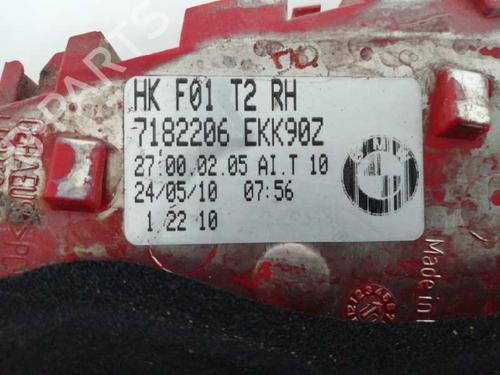 HK F01 T2 RH
7182206 EKK90Z
27.00.02.05 AI.T 10
24/05/10 07:56
1 22 10
Made in